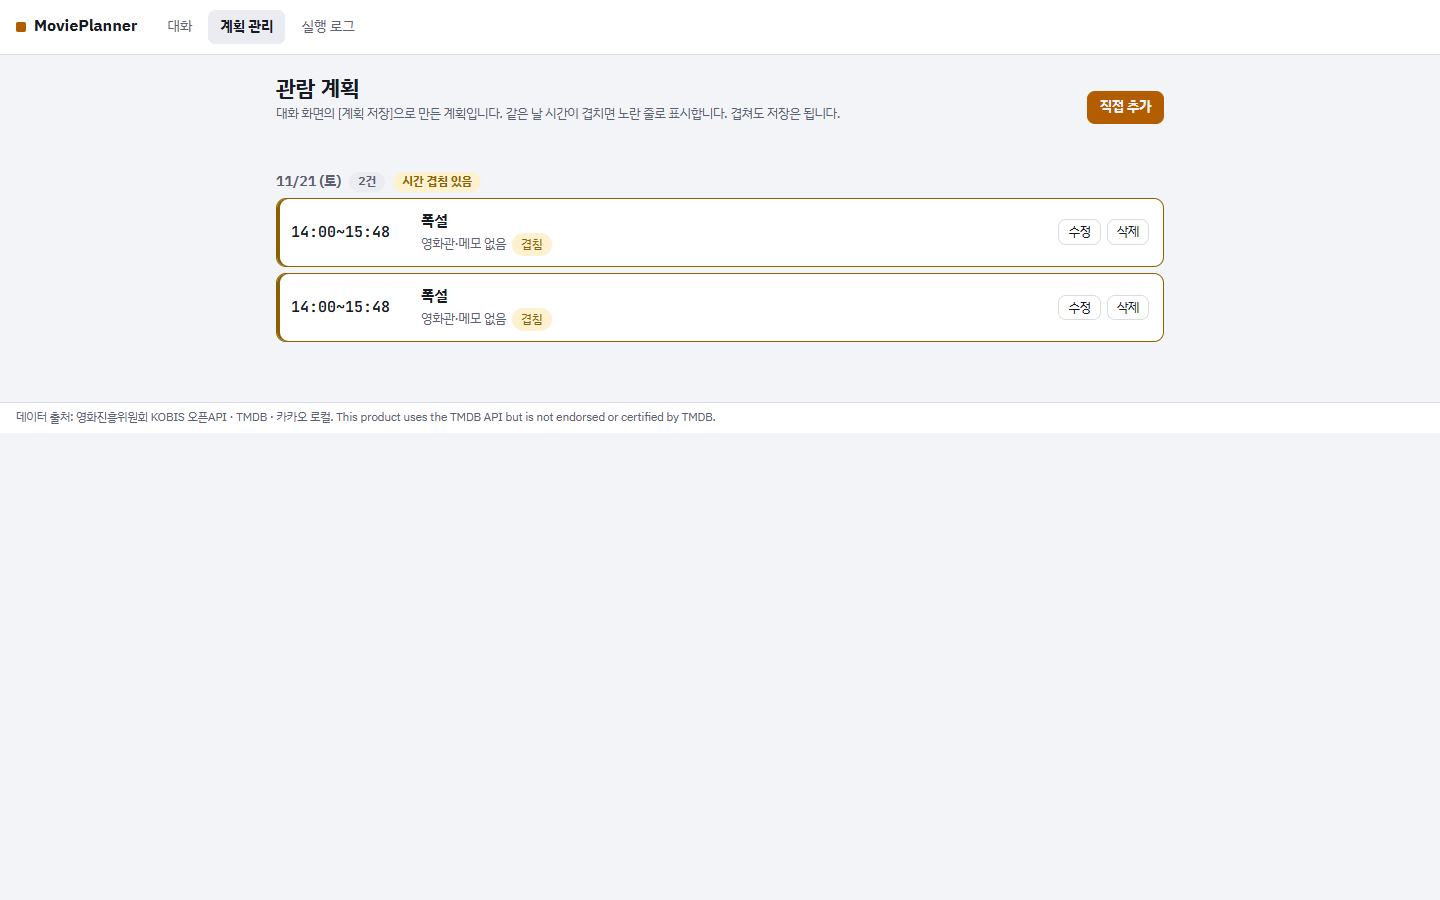 MoviePlanner 대화 계획 관리 실행 로그
관람 계획
대화 화면의 [계획 저장]으로 만든 계획입니다. 같은 날 시간이 겹치면 노란 줄로 표시합니다. 겹쳐도 저장은 됩니다.
직접 추가
11/21 (토) 2건 시간 겹침 있음
14:00~15:48
폭설
영화관·메모 없음 겹침
수정 삭제
14:00~15:48
폭설
영화관·메모 없음 겹침
수정 삭제
데이터 출처: 영화진흥위원회 KOBIS 오픈API · TMDB · 카카오 로컬. This product uses the TMDB API but is not endorsed or certified by TMDB.